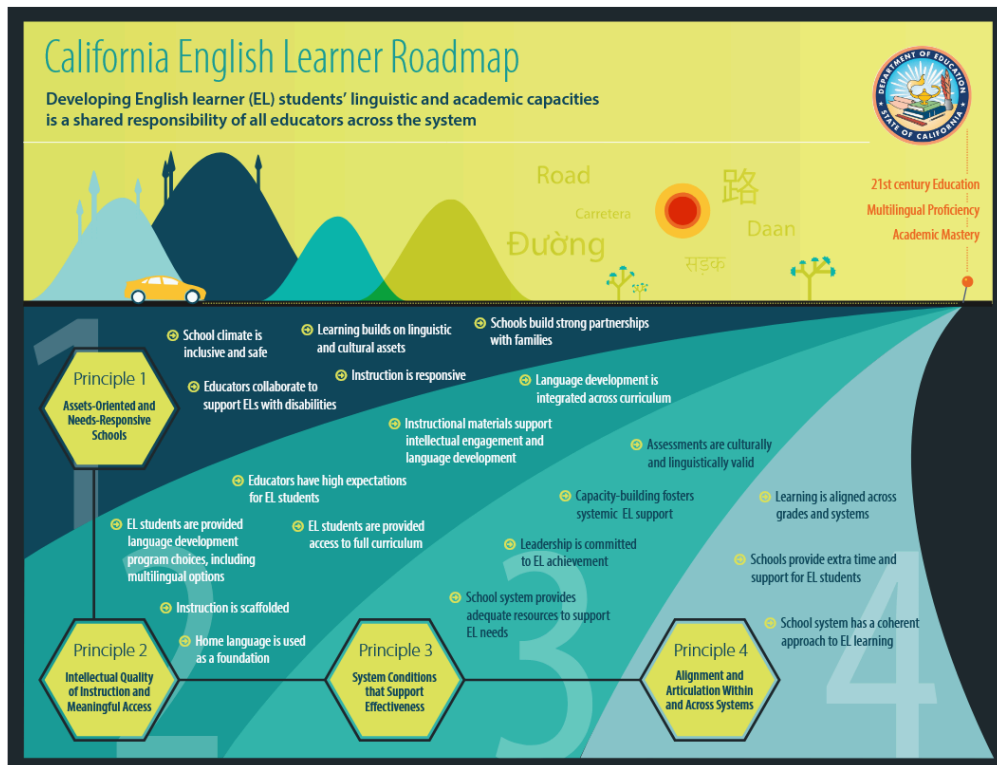 California English Learner Roadmap
Developing English learner (EL) students' linguistic and academic capacities
is a shared responsibility of all educators across the system
DEPARTMENT OF EDUCATION
STATE OF CALIFORNIA
Road
Carretera
Đường
路
Daan
सड़क
21st century Education
Multilingual Proficiency
Academic Mastery
1
Principle 1
Assets-Oriented and
Needs-Responsive
Schools
School climate is
inclusive and safe
Learning builds on linguistic
and cultural assets
Schools build strong partnerships
with families
Educators collaborate to
support ELs with disabilities
Instruction is responsive
2
Principle 2
Intellectual Quality
of Instruction and
Meaningful Access
Language development is
integrated across curriculum
Instructional materials support
intellectual engagement and
language development
Educators have high expectations
for EL students
EL students are provided
language development
program choices, including
multilingual options
EL students are provided
access to full curriculum
Instruction is scaffolded
Home language is used
as a foundation
3
Principle 3
System Conditions
that Support
Effectiveness
Assessments are culturally
and linguistically valid
Capacity-building fosters
systemic EL support
Leadership is committed
to EL achievement
School system provides
adequate resources to support
EL needs
4
Principle 4
Alignment and
Articulation Within
and Across Systems
Learning is aligned across
grades and systems
Schools provide extra time and
support for EL students
School system has a coherent
approach to EL learning